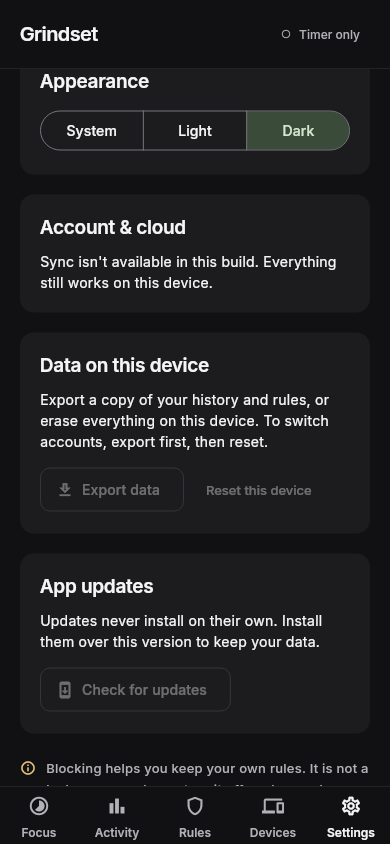 Grindset
Timer only
Appearance
System
Light
Dark
Account & cloud
Sync isn't available in this build. Everything
still works on this device.
Data on this device
Export a copy of your history and rules, or
erase everything on this device. To switch
accounts, export first, then reset.
Export data
Reset this device
App updates
Updates never install on their own. Install
them over this version to keep your data.
Check for updates
Blocking helps you keep your own rules. It is not a
Focus
Activity
Rules
Devices
Settings